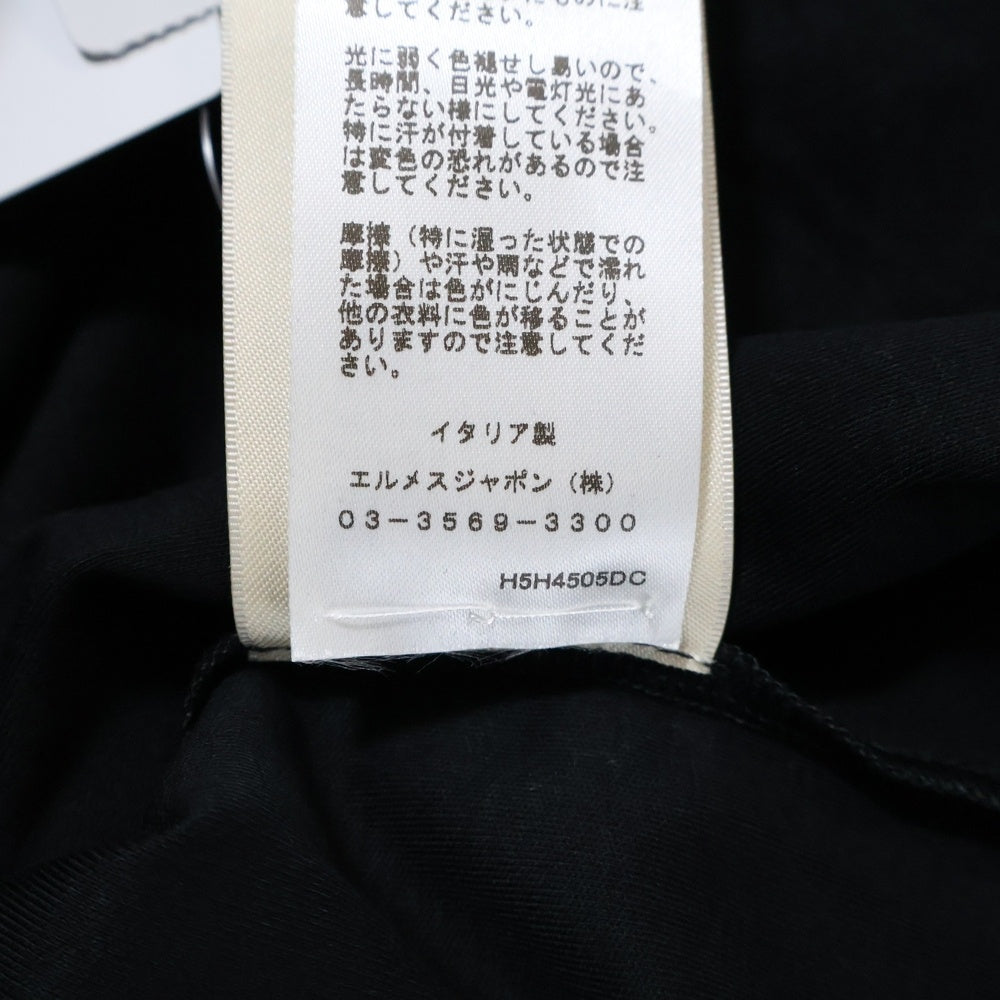 意してください。
光に弱く色褪せし易いので、
長時間、日光や電灯光にあ
たらない様にしてください。
特に汗が付着している場合
は変色の恐れがあるので注
意してください。
摩擦（特に湿った状態での
摩擦）や汗や雨などで濡れ
た場合は色がにじんだり、
他の衣料に色が移ることが
ありますので注意してくだ
さい。
イタリア製
エルメスジャポン（株）
03-3569-3300
H5H4505DC